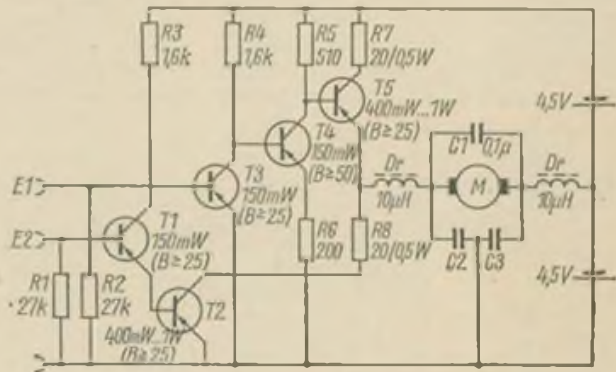 R3
1,6k
R4
1,6k
R5
510
R7
20/0,5W
T5
400mW...1W
(B≥25)
T4
150mW
(B≥50)
T3
150mW
(B≥25)
4,5V
C1
0,1µ
Dr
10µH
M
Dr
10µH
E1
E2
T1
150mW
(B≥25)
R6
200
R8
20/0,5W
C2
C3
R1
27k
R2
27k
T2
400mW...1W
(B≥25)
4,5V